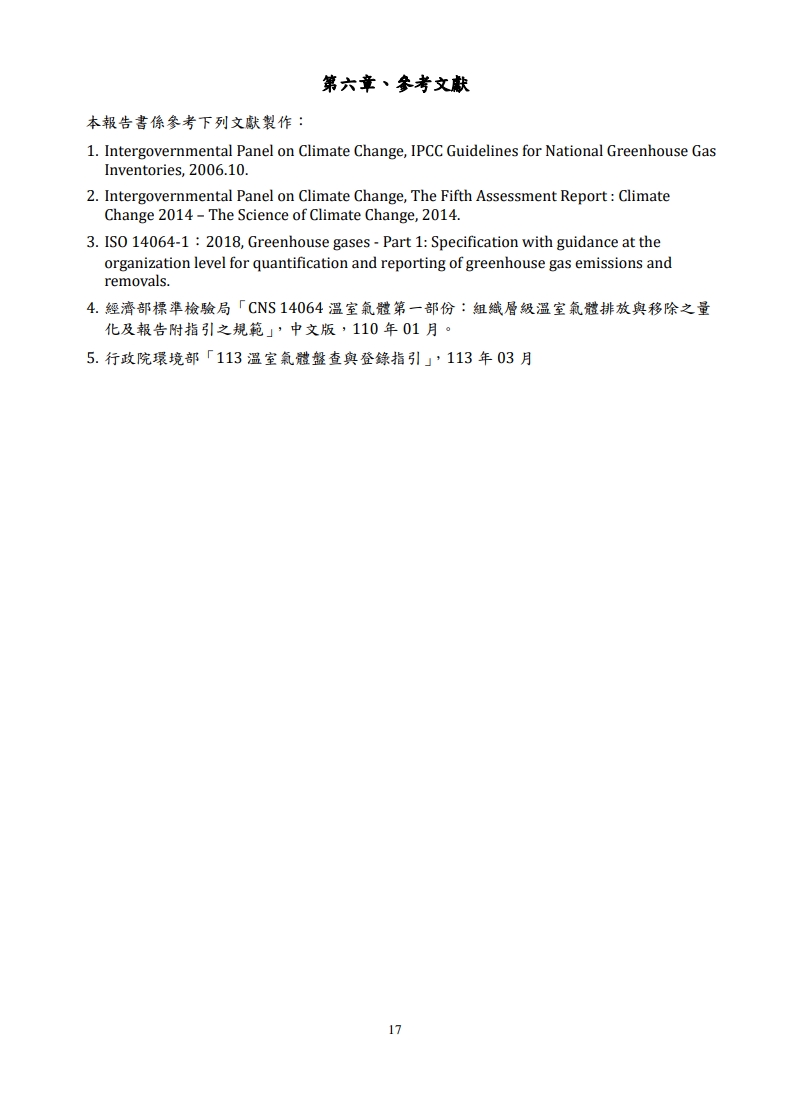 第六章、參考文獻
本報告書係參考下列文獻製作：
1. Intergovernmental Panel on Climate Change, IPCC Guidelines for National Greenhouse Gas
Inventories, 2006.10.
2. Intergovernmental Panel on Climate Change, The Fifth Assessment Report : Climate
Change 2014 – The Science of Climate Change, 2014.
3. ISO 14064-1：2018, Greenhouse gases - Part 1: Specification with guidance at the
organization level for quantification and reporting of greenhouse gas emissions and
removals.
4. 經濟部標準檢驗局「CNS 14064 溫室氣體第一部份：組織層級溫室氣體排放與移除之量
化及報告附指引之規範」，中文版，110 年 01 月。
5. 行政院環境部「113 溫室氣體盤查與登錄指引」，113 年 03 月
17